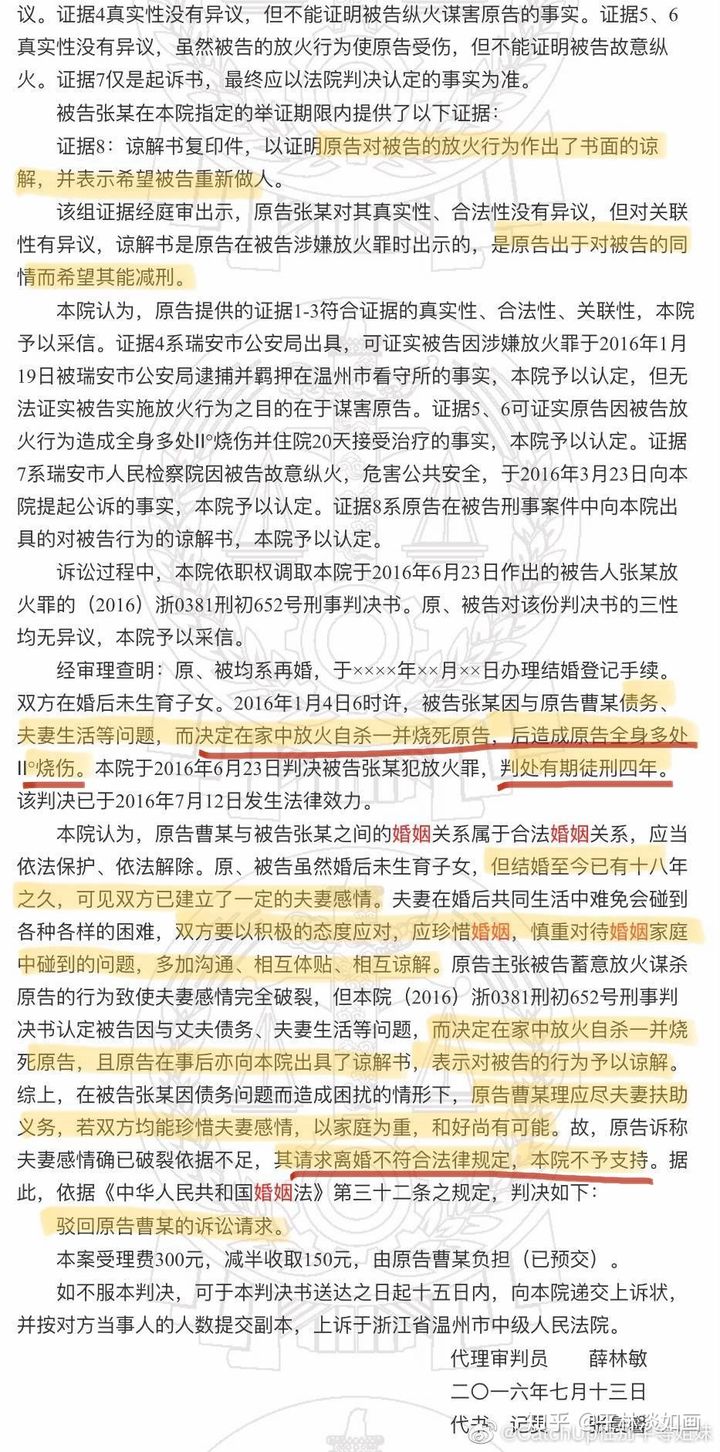 议。证据4真实性没有异议，但不能证明被告纵火谋害原告的事实。证据5、6
真实性没有异议，虽然被告的放火行为使原告受伤，但不能证明被告故意纵
火。证据7仅是起诉书，最终应以法院判决认定的事实为准。
被告张某在本院指定的举证期限内提供了以下证据：
证据8：谅解书复印件，以证明原告对被告的放火行为作出了书面的谅
解，并表示希望被告重新做人。
该组证据经庭审出示，原告张某对其真实性、合法性没有异议，但对关联
性有异议，谅解书是原告在被告涉嫌放火罪时出示的，是原告出于对被告的同
情而希望其能减刑。
本院认为，原告提供的证据1-3符合证据的真实性、合法性、关联性，本院
予以采信。证据4系瑞安市公安局出具，可证实被告因涉嫌放火罪于2016年1月
19日被瑞安市公安局逮捕并羁押在温州市看守所的事实，本院予以认定，但无
法证实被告实施放火行为之目的在于谋害原告。证据5、6可证实原告因被告放
火行为造成全身多处II°烧伤并住院20天接受治疗的事实，本院予以认定。证据
7系瑞安市人民检察院因被告故意纵火，危害公共安全，于2016年3月23日向本
院提起公诉的事实，本院予以认定。证据8系原告在被告刑事案件中向本院出
具的对被告行为的谅解书，本院予以认定。
诉讼过程中，本院依职权调取本院于2016年6月23日作出的被告人张某放
火罪的（2016）浙0381刑初652号刑事判决书。原、被告对该份判决书的三性
均无异议，本院予以采信。
经审理查明：原、被均系再婚，于××××年××月××日办理结婚登记手续。
双方在婚后未生育子女。2016年1月4日6时许，被告张某因与原告曹某债务、
夫妻生活等问题，而决定在家中放火自杀一并烧死原告，后造成原告全身多处
II°烧伤。本院于2016年6月23日判决被告张某犯放火罪，判处有期徒刑四年。
该判决已于2016年7月12日发生法律效力。
本院认为，原告曹某与被告张某之间的婚姻关系属于合法婚姻关系，应当
依法保护、依法解除。原、被告虽然婚后未生育子女，但结婚至今已有十八年
之久，可见双方已建立了一定的夫妻感情。夫妻在婚后共同生活中难免会碰到
各种各样的困难，双方要以积极的态度应对，应珍惜婚姻，慎重对待婚姻家庭
中碰到的问题，多加沟通、相互体贴、相互谅解。原告主张被告蓄意放火谋杀
原告的行为致使夫妻感情完全破裂，但本院（2016）浙0381刑初652号刑事判
决书认定被告因与丈夫债务、夫妻生活等问题，而决定在家中放火自杀一并烧
死原告，且原告在事后亦向本院出具了谅解书，表示对被告的行为予以谅解。
综上，在被告张某因债务问题而造成困扰的情形下，原告曹某理应尽夫妻扶助
义务，若双方均能珍惜夫妻感情，以家庭为重，和好尚有可能。故，原告诉称
夫妻感情确已破裂依据不足，其请求离婚不符合法律规定，本院不予支持。据
此，依据《中华人民共和国婚姻法》第三十二条之规定，判决如下：
驳回原告曹某的诉讼请求。
本案受理费300元，减半收取150元，由原告曹某负担（已预交）。
如不服本判决，可于本判决书送达之日起十五日内，向本院递交上诉状，
并按对方当事人的人数提交副本，上诉于浙江省温州市中级人民法院。
代理审判员 薛林敏
二〇一六年七月十三日
代书 记员
知乎